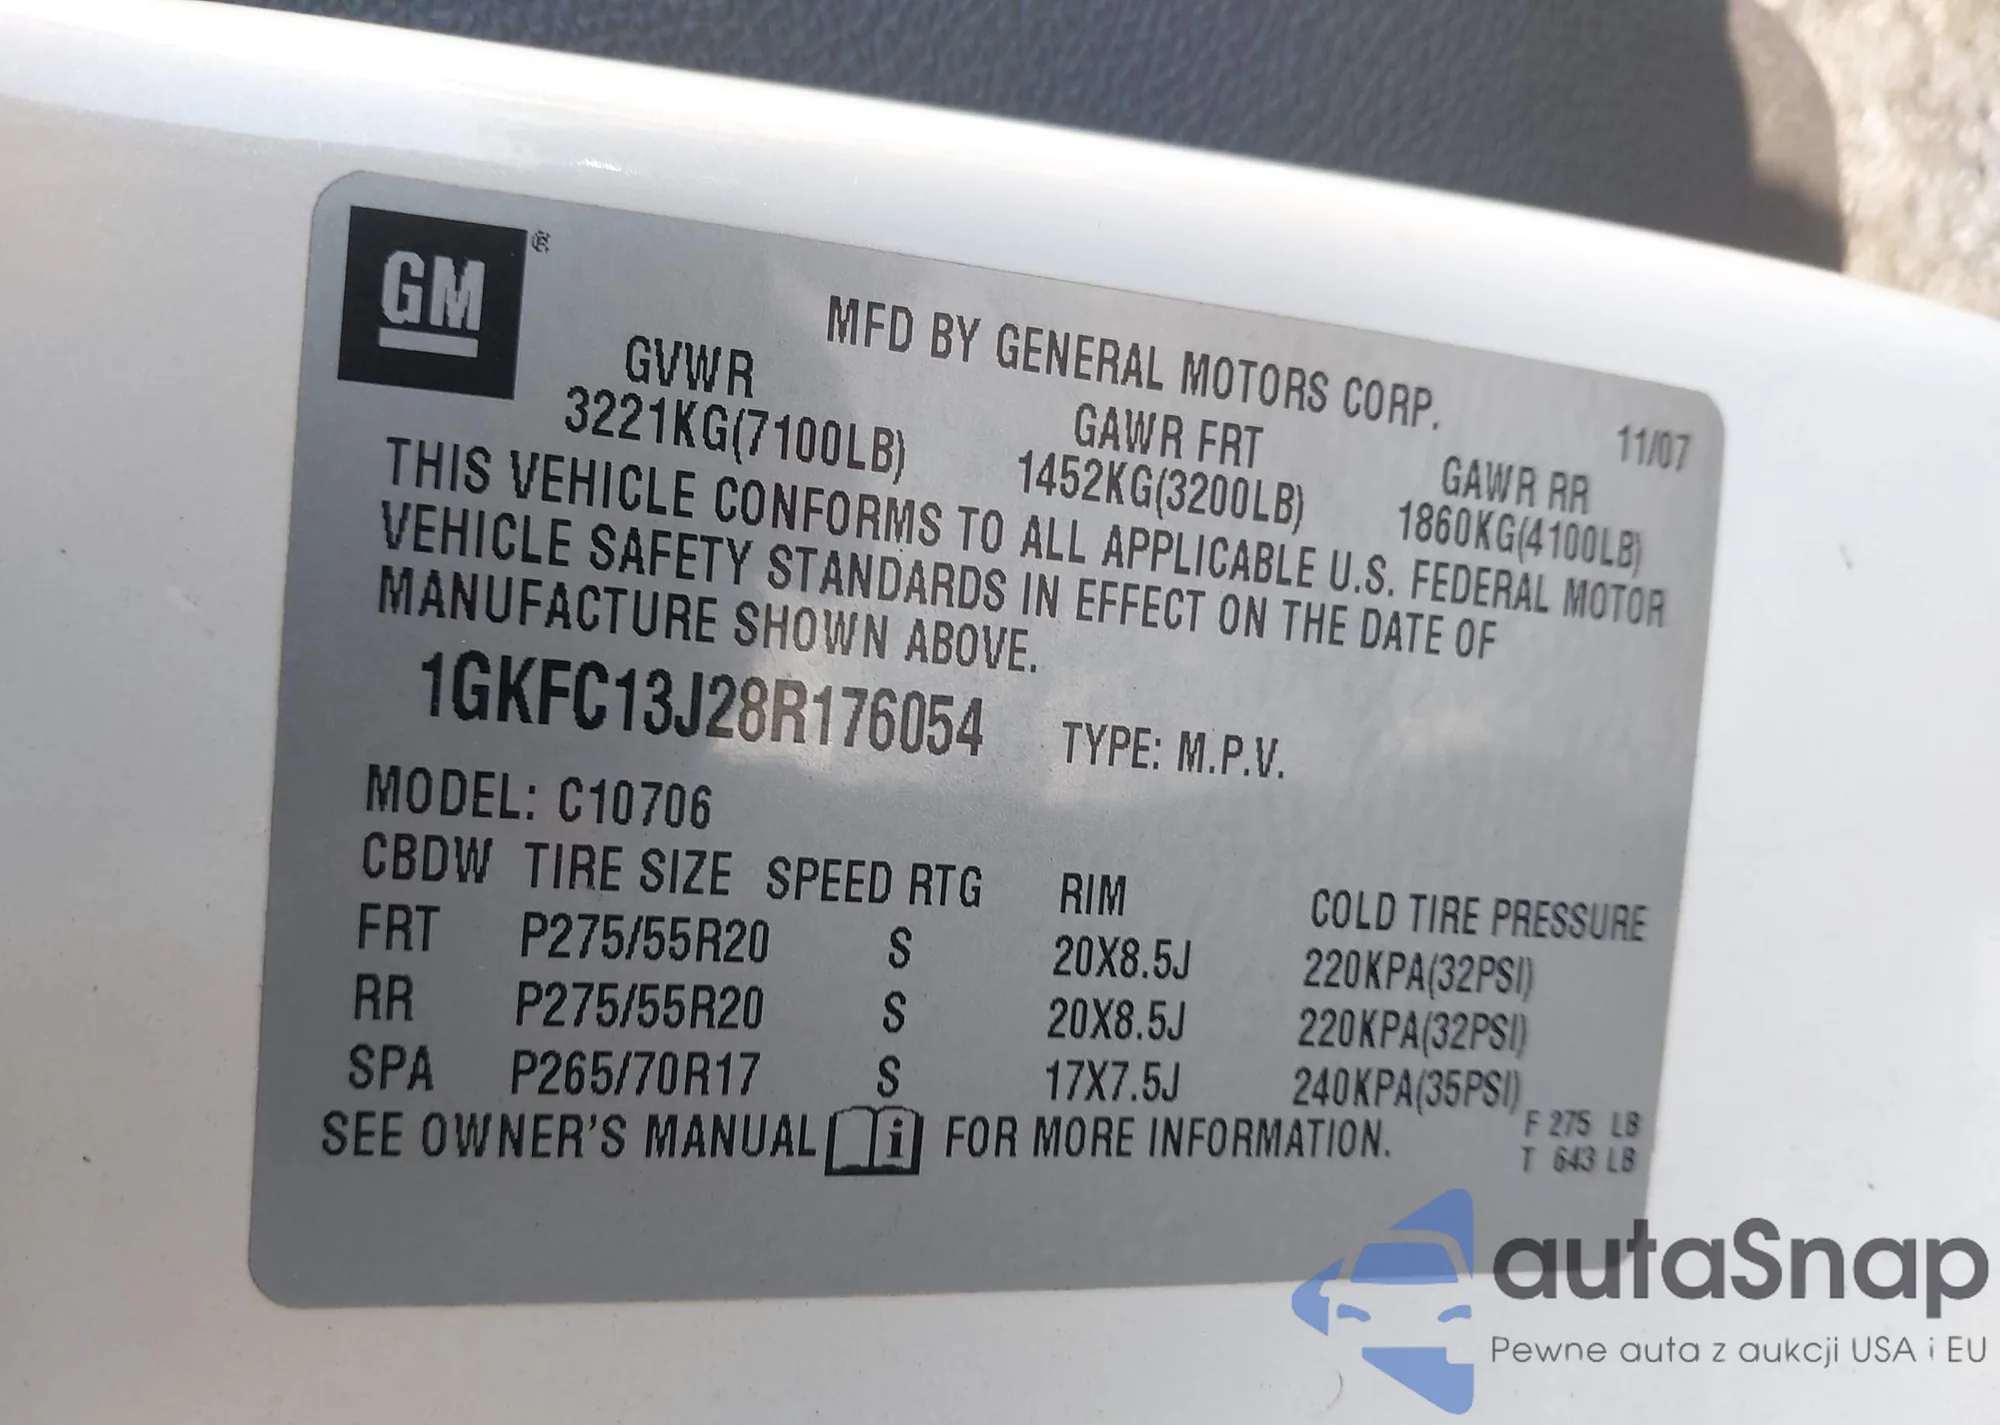 GM ®
MFD BY GENERAL MOTORS CORP.
11/07
GVWR GAWR FRT GAWR RR
3221KG(7100LB) 1452KG(3200LB) 1860KG(4100LB)
THIS VEHICLE CONFORMS TO ALL APPLICABLE U.S. FEDERAL MOTOR
VEHICLE SAFETY STANDARDS IN EFFECT ON THE DATE OF
MANUFACTURE SHOWN ABOVE.
1GKFC13J28R176054 TYPE: M.P.V.
MODEL: C10706
CBDW TIRE SIZE SPEED RTG RIM COLD TIRE PRESSURE
FRT P275/55R20 S 20X8.5J 220KPA(32PSI)
RR P275/55R20 S 20X8.5J 220KPA(32PSI)
SPA P265/70R17 S 17X7.5J 240KPA(35PSI)
SEE OWNER'S MANUAL i FOR MORE INFORMATION.
F 275 LB
T 643 LB
autaSnap
Pewne auta z aukcji USA i EU